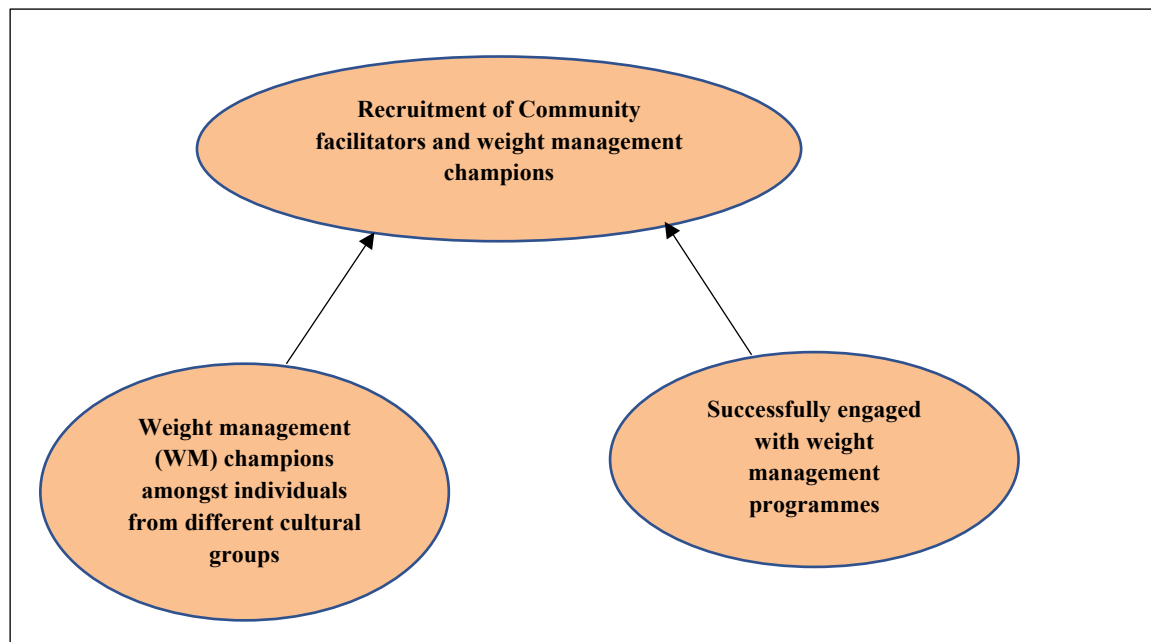 Recruitment of Community
facilitators and weight management
champions
Weight management
(WM) champions
amongst individuals
from different cultural
groups
Successfully engaged
with weight
management
programmes